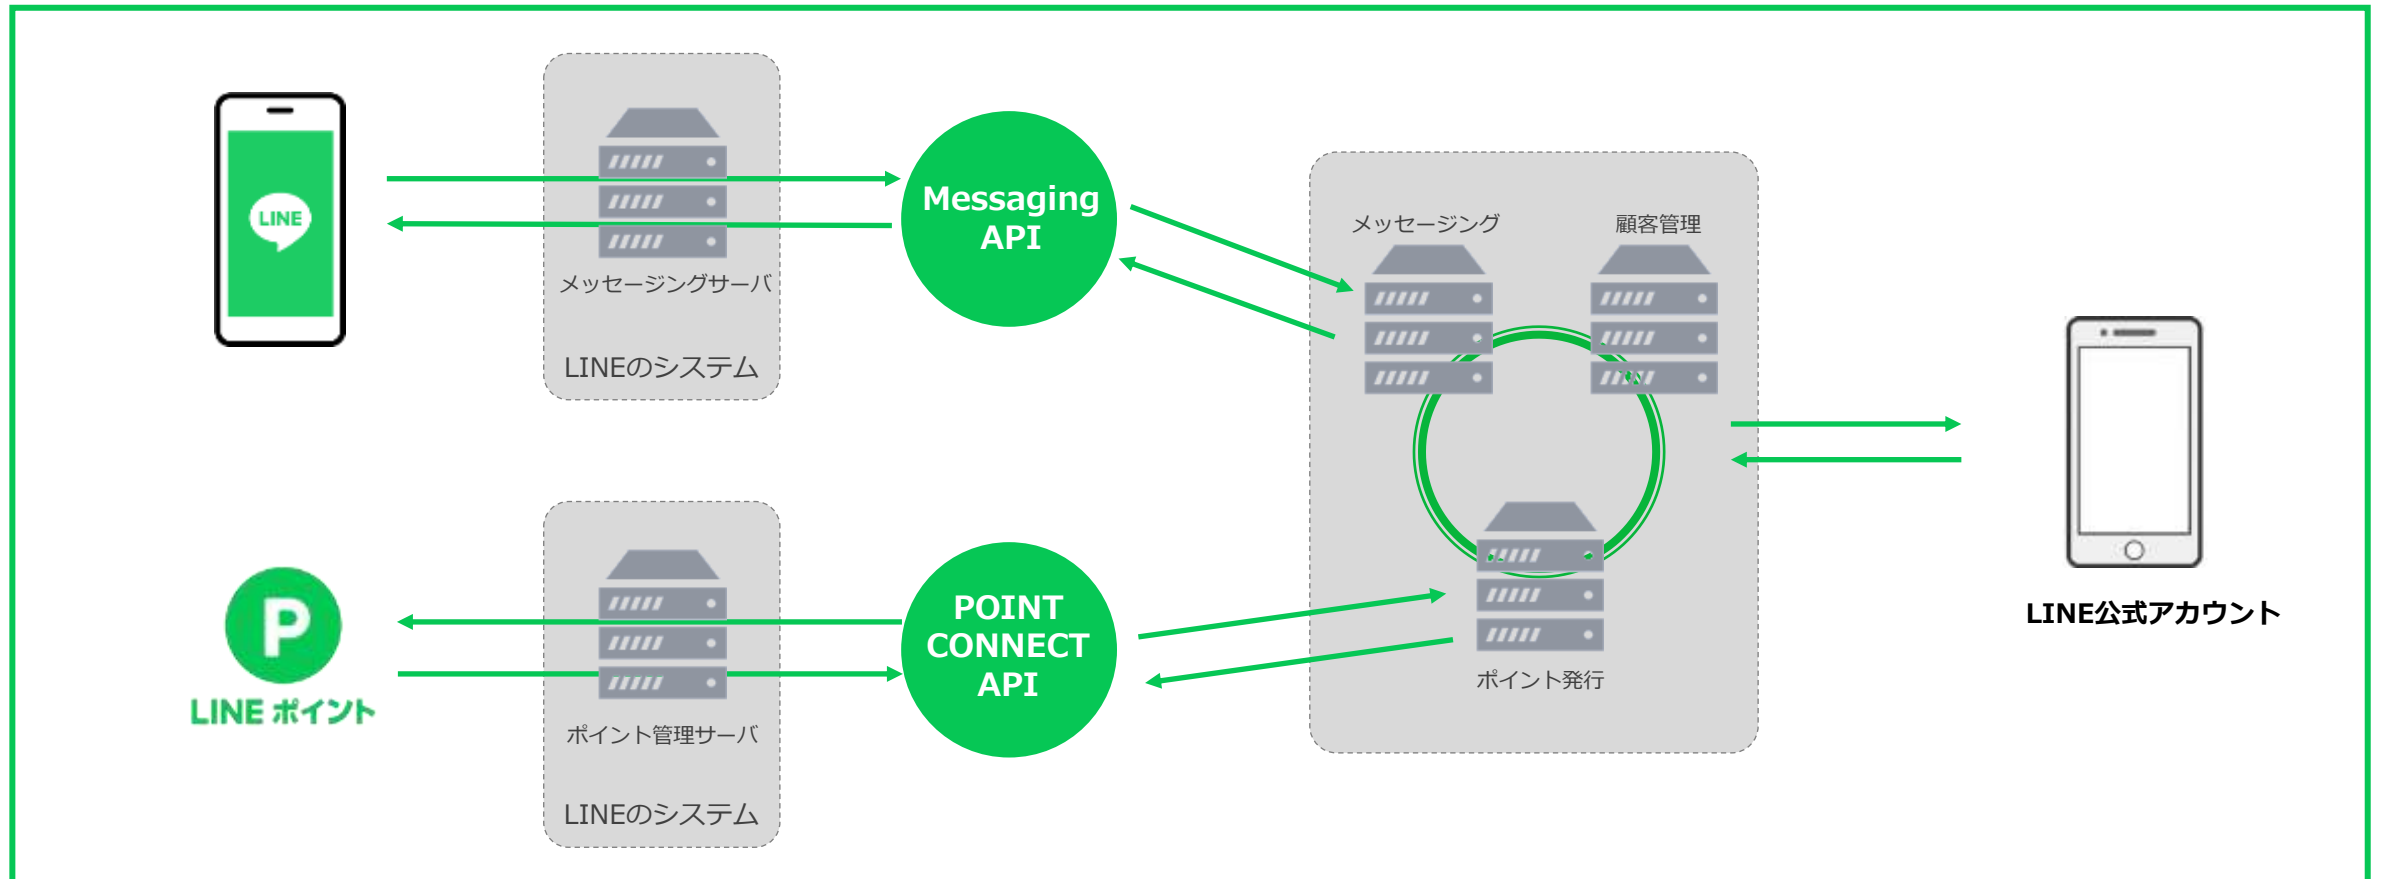 LINE
メッセージングサーバ
LINEのシステム
Messaging
API
メッセージング
顧客管理
LINE公式アカウント
LINE ポイント
P
ポイント管理サーバ
LINEのシステム
POINT
CONNECT
API
ポイント発行